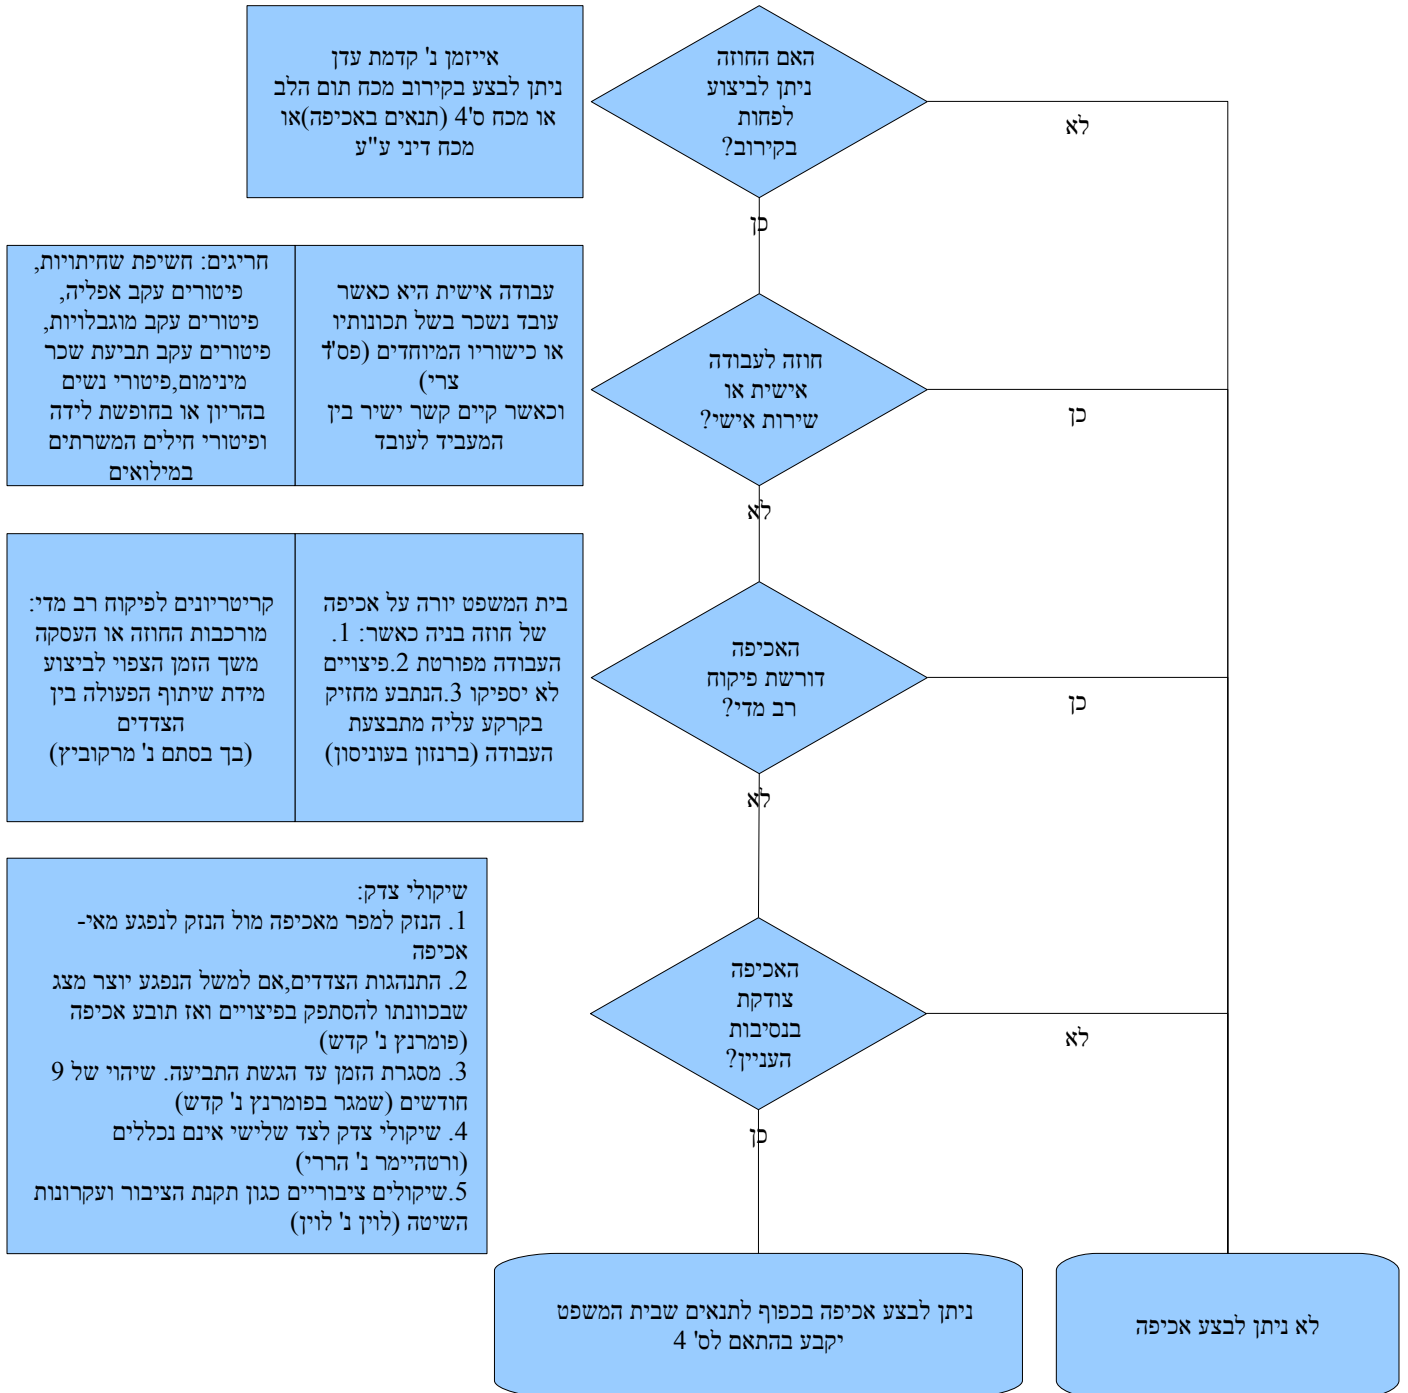 האם החוזה
ניתן לביצוע
לפחות
בקירוב?
לא
כן
אייזמן נ' קדמת עדן
ניתן לבצע בקירוב מכח תום הלב
או מכח ס'4 (תנאים באכיפה)או
מכח דיני ע"ע
חוזה לעבודה
אישית או
שירות אישי?
כן
לא
עבודה אישית היא כאשר
עובד נשכר בשל תכונותיו
או כישוריו המיוחדים (פס"ד
צרי)
וכאשר קיים קשר ישיר בין
המעביד לעובד
חריגים: חשיפת שחיתויות,
פיטורים עקב אפליה,
פיטורים עקב מוגבלויות,
פיטורים עקב תביעת שכר
מינימום,פיטורי נשים
בהריון או בחופשת לידה
ופיטורי חילים המשרתים
במילואים
האכיפה
דורשת פיקוח
רב מדי?
כן
לא
בית המשפט יורה על אכיפה
של חוזה בניה כאשר: 1.
העבודה מפורטת 2.פיצויים
לא יספיקו 3.הנתבע מחזיק
בקרקע עליה מתבצעת
העבודה (ברנזון בעוניסון)
קריטריונים לפיקוח רב מדי:
מורכבות החוזה או העסקה
משך הזמן הצפוי לביצוע
מידת שיתוף הפעולה בין
הצדדים
(בך בסתם נ' מרקוביץ)
האכיפה
צודקת
בנסיבות
העניין?
לא
כן
שיקולי צדק:
1. הנזק למפר מאכיפה מול הנזק לנפגע מאי-
אכיפה
2. התנהגות הצדדים,אם למשל הנפגע יוצר מצג
שבכוונתו להסתפק בפיצויים ואז תובע אכיפה
(פומרנץ נ' קדש)
3. מסגרת הזמן עד הגשת התביעה. שיהוי של 9
חודשים (שמגר בפומרנץ נ' קדש)
4. שיקולי צדק לצד שלישי אינם נכללים
(ורטהיימר נ' הררי)
5.שיקולים ציבוריים כגון תקנת הציבור ועקרונות
השיטה (לוין נ' לוין)
לא ניתן לבצע אכיפה
ניתן לבצע אכיפה בכפוף לתנאים שבית המשפט
יקבע בהתאם לס' 4